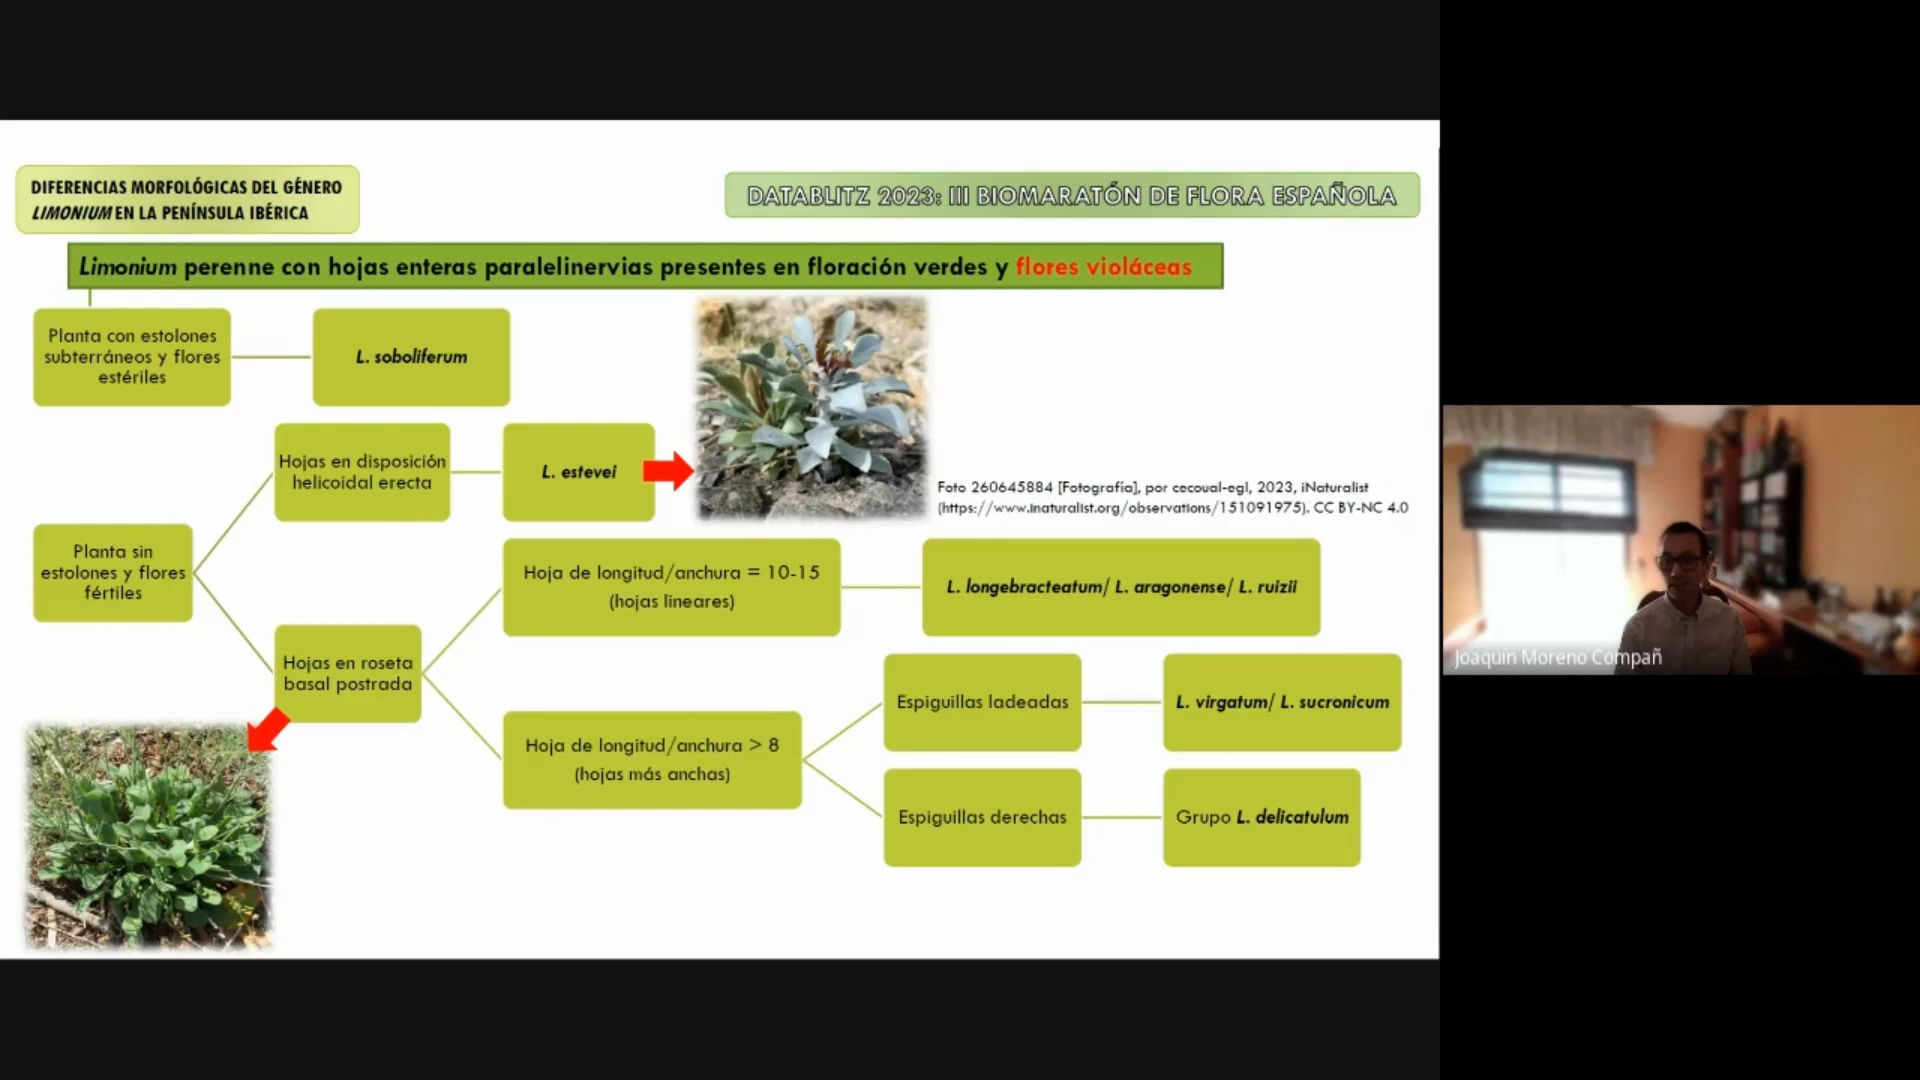 DIFERENCIAS MORFOLÓGICAS DEL GÉNERO
LIMONIUM EN LA PENÍNSULA IBÉRICA
DATABLITZ 2023: III BIOMARATÓN DE FLORA ESPAÑOLA
Limonium perenne con hojas enteras paralelinervias presentes en floración verdes y flores violáceas
Planta con estolones
subterráneos y flores
estériles
L. soboliferum
Hojas en disposición
helicoidal erecta
L. estevei
Foto 260645884 [Fotografía], por cecoual-egl, 2023, iNaturalist
(https://www.inaturalist.org/observations/151091975). CC BY-NC 4.0
Planta sin
estolones y flores
fértiles
Hoja de longitud/anchura = 10-15
(hojas lineares)
L. longebracteatum/ L. aragonense/ L. ruizii
Hojas en roseta
basal postrada
Hoja de longitud/anchura > 8
(hojas más anchas)
Espiguillas ladeadas
L. virgatum/ L. sucronicum
Espiguillas derechas
Grupo L. delicatulum
Joaquin Moreno Compañ